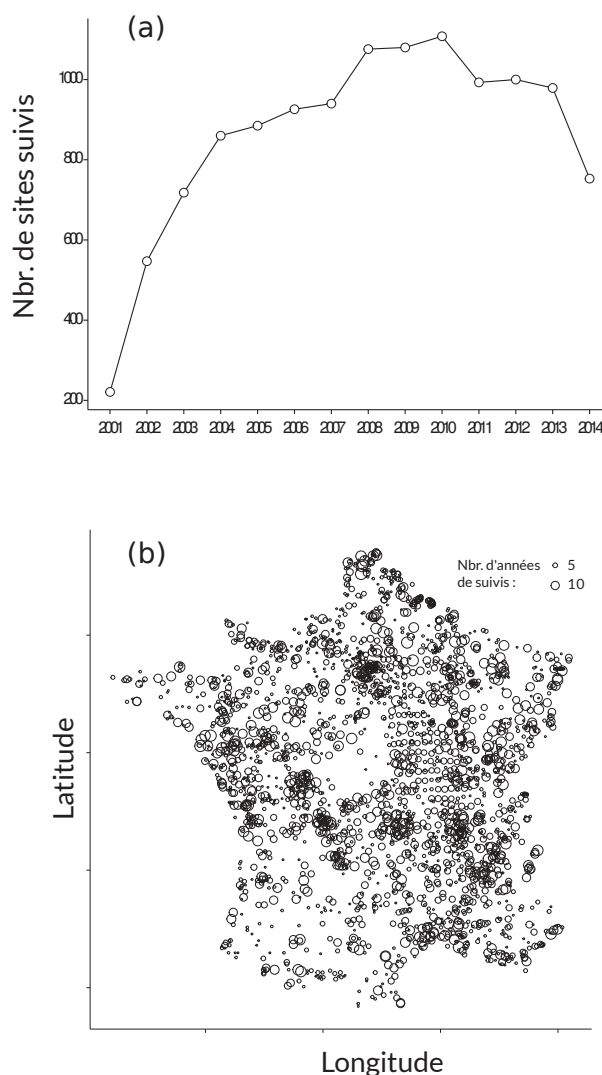 (a)
Nbr. de sites suivis
1000
800
600
400
200
2001 2002 2003 2004 2005 2006 2007 2008 2009 2010 2011 2012 2013 2014
(b)
Nbr. d'années
de suivis :
5
10
Latitude
Longitude